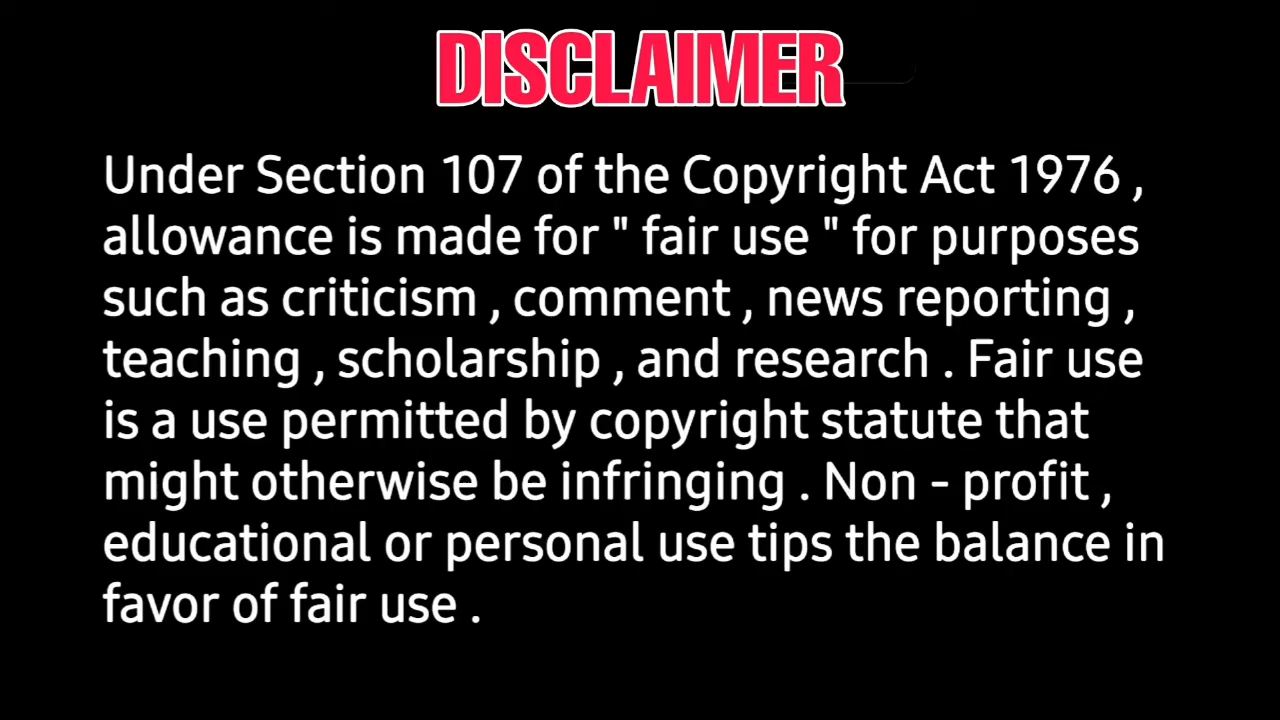 DISCLAIMER
Under Section 107 of the Copyright Act 1976 ,
allowance is made for " fair use " for purposes
such as criticism , comment , news reporting ,
teaching , scholarship , and research . Fair use
is a use permitted by copyright statute that
might otherwise be infringing . Non - profit ,
educational or personal use tips the balance in
favor of fair use .